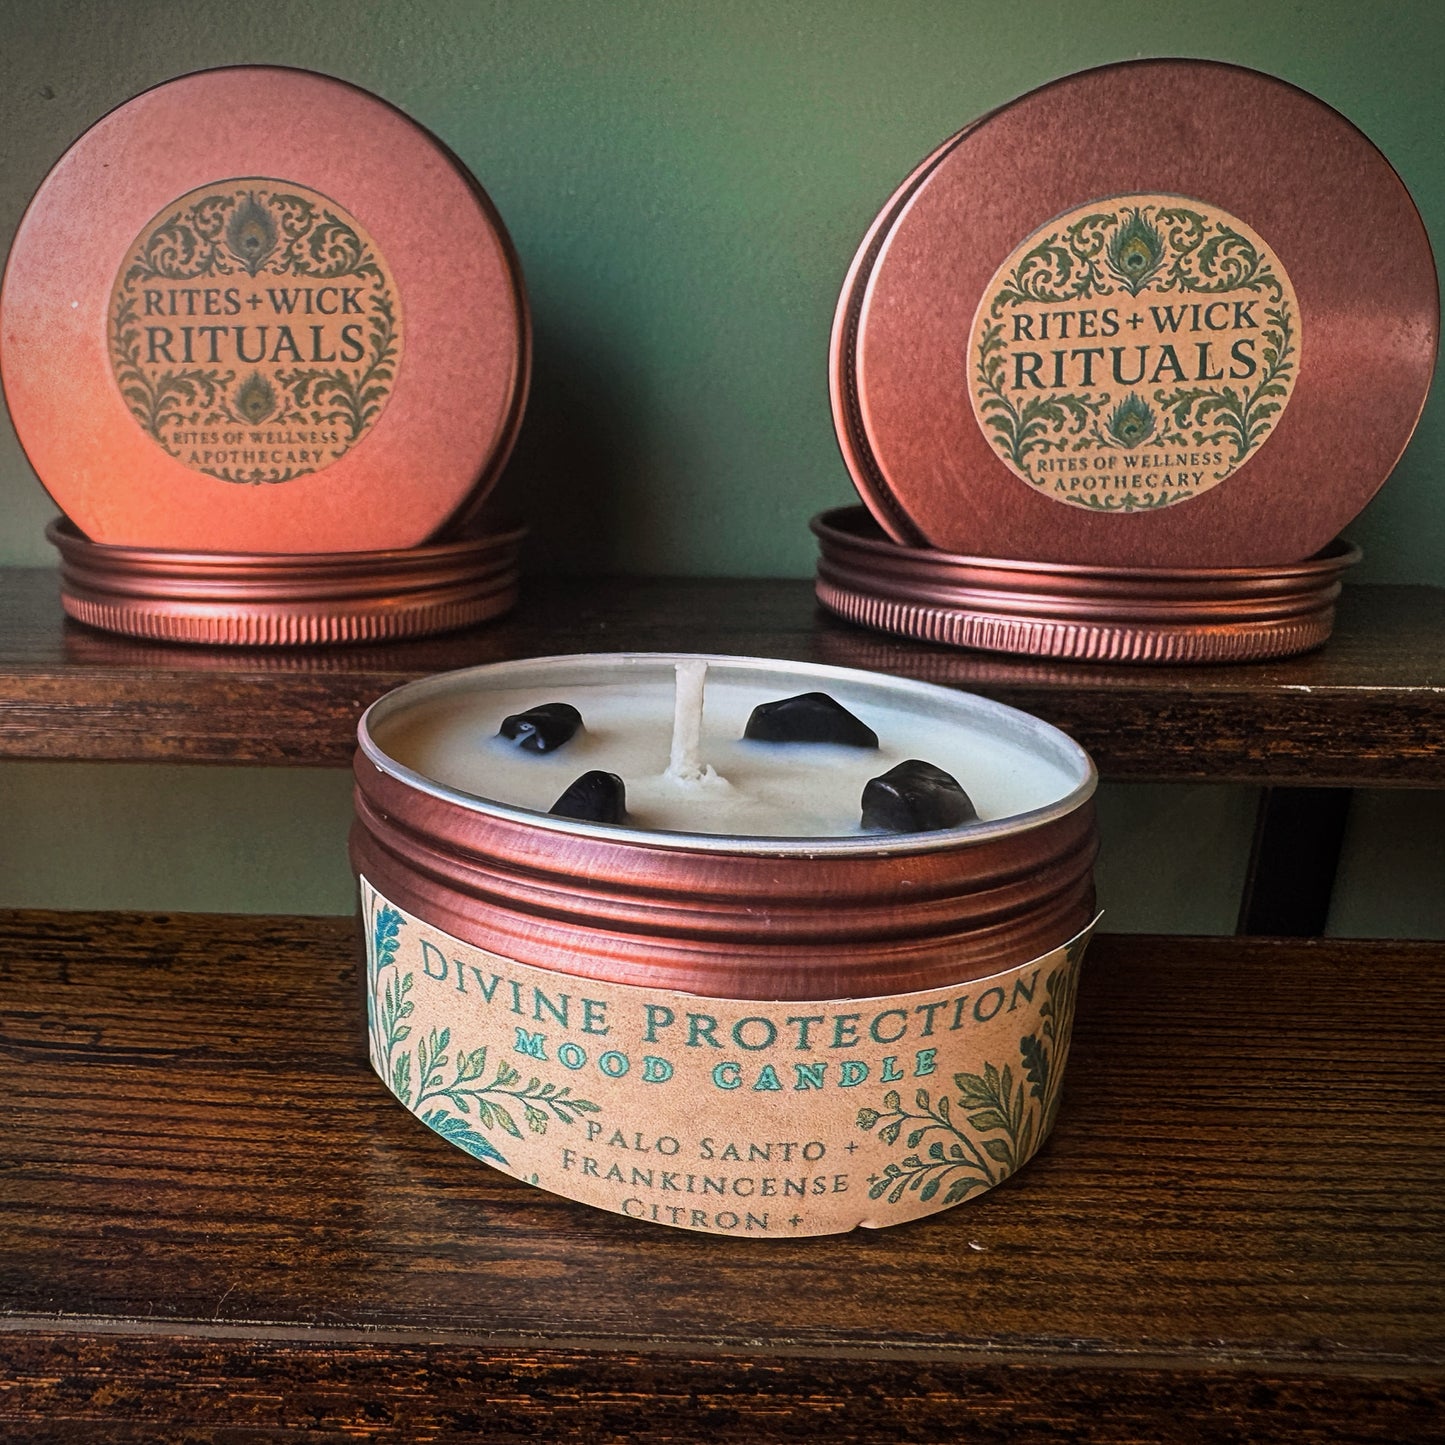 RITES+WICK
RITUALS
RITES OF WELLNESS
APOTHECARY
RITES+WICK
RITUALS
RITES OF WELLNESS
APOTHECARY
DIVINE PROTECTION
MOOD CANDLE
PALO SANTO +
FRANKINCENSE +
CITRON +